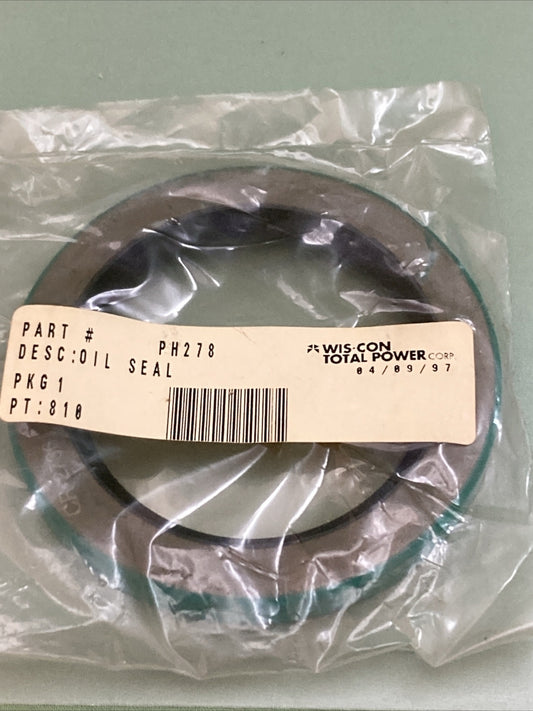 PART # PH278
DESC:OIL SEAL
PKG 1
PT:810
WIS-CON
TOTAL POWER CORP.
04/09/97